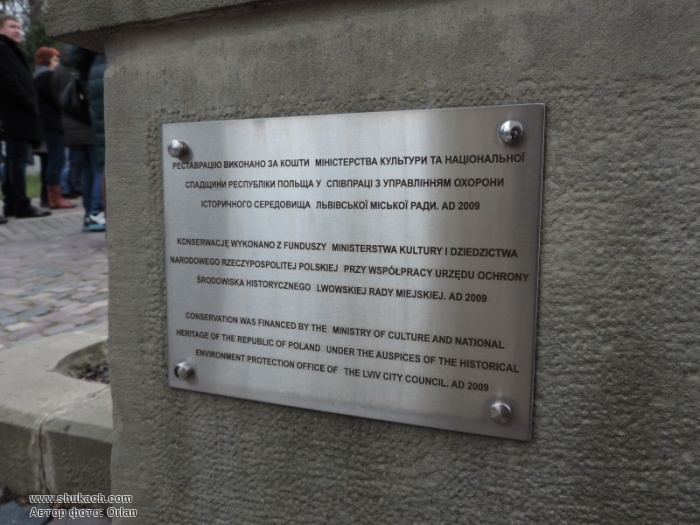 РЕСТАВРАЦІЮ ВИКОНАНО ЗА КОШТИ МІНІСТЕРСТВА КУЛЬТУРИ ТА НАЦІОНАЛЬНОЇ
СПАДЩИНИ РЕСПУБЛІКИ ПОЛЬЩА У СПІВПРАЦІ З УПРАВЛІННЯМ ОХОРОНИ
ІСТОРИЧНОГО СЕРЕДОВИЩА ЛЬВІВСЬКОЇ МІСЬКОЇ РАДИ. AD 2009
KONSERWACJĘ WYKONANO Z FUNDUSZY MINISTERSTWA KULTURY I DZIEDZICTWA
NARODOWEGO RZECZYPOSPOLITEJ POLSKIEJ PRZY WSPÓŁPRACY URZĘDU OCHRONY
ŚRODOWISKA HISTORYCZNEGO LWOWSKIEJ RADY MIEJSKIEJ. AD 2009
CONSERVATION WAS FINANCED BY THE MINISTRY OF CULTURE AND NATIONAL
HERITAGE OF THE REPUBLIC OF POLAND UNDER THE AUSPICES OF THE HISTORICAL
ENVIRONMENT PROTECTION OFFICE OF THE LVIV CITY COUNCIL. AD 2009
www.shukach.com
Автор фото: Orlan